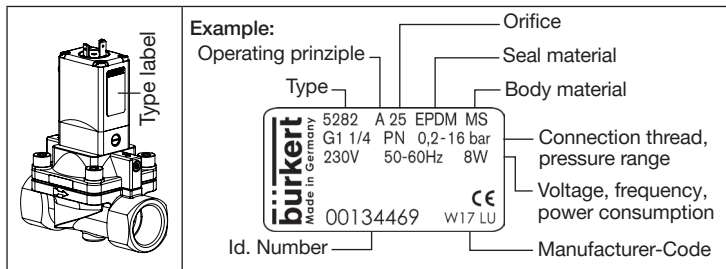 Type label
Example:
Orifice
Operating prinziple
Seal material
Type
Body material
bürkert
Made in Germany
5282 A 25 EPDM MS
G1 1/4 PN 0,2-16 bar
230V 50-60Hz 8W
CE
00134469 W17 LU
Connection thread,
pressure range
Voltage, frequency,
power consumption
Id. Number
Manufacturer-Code